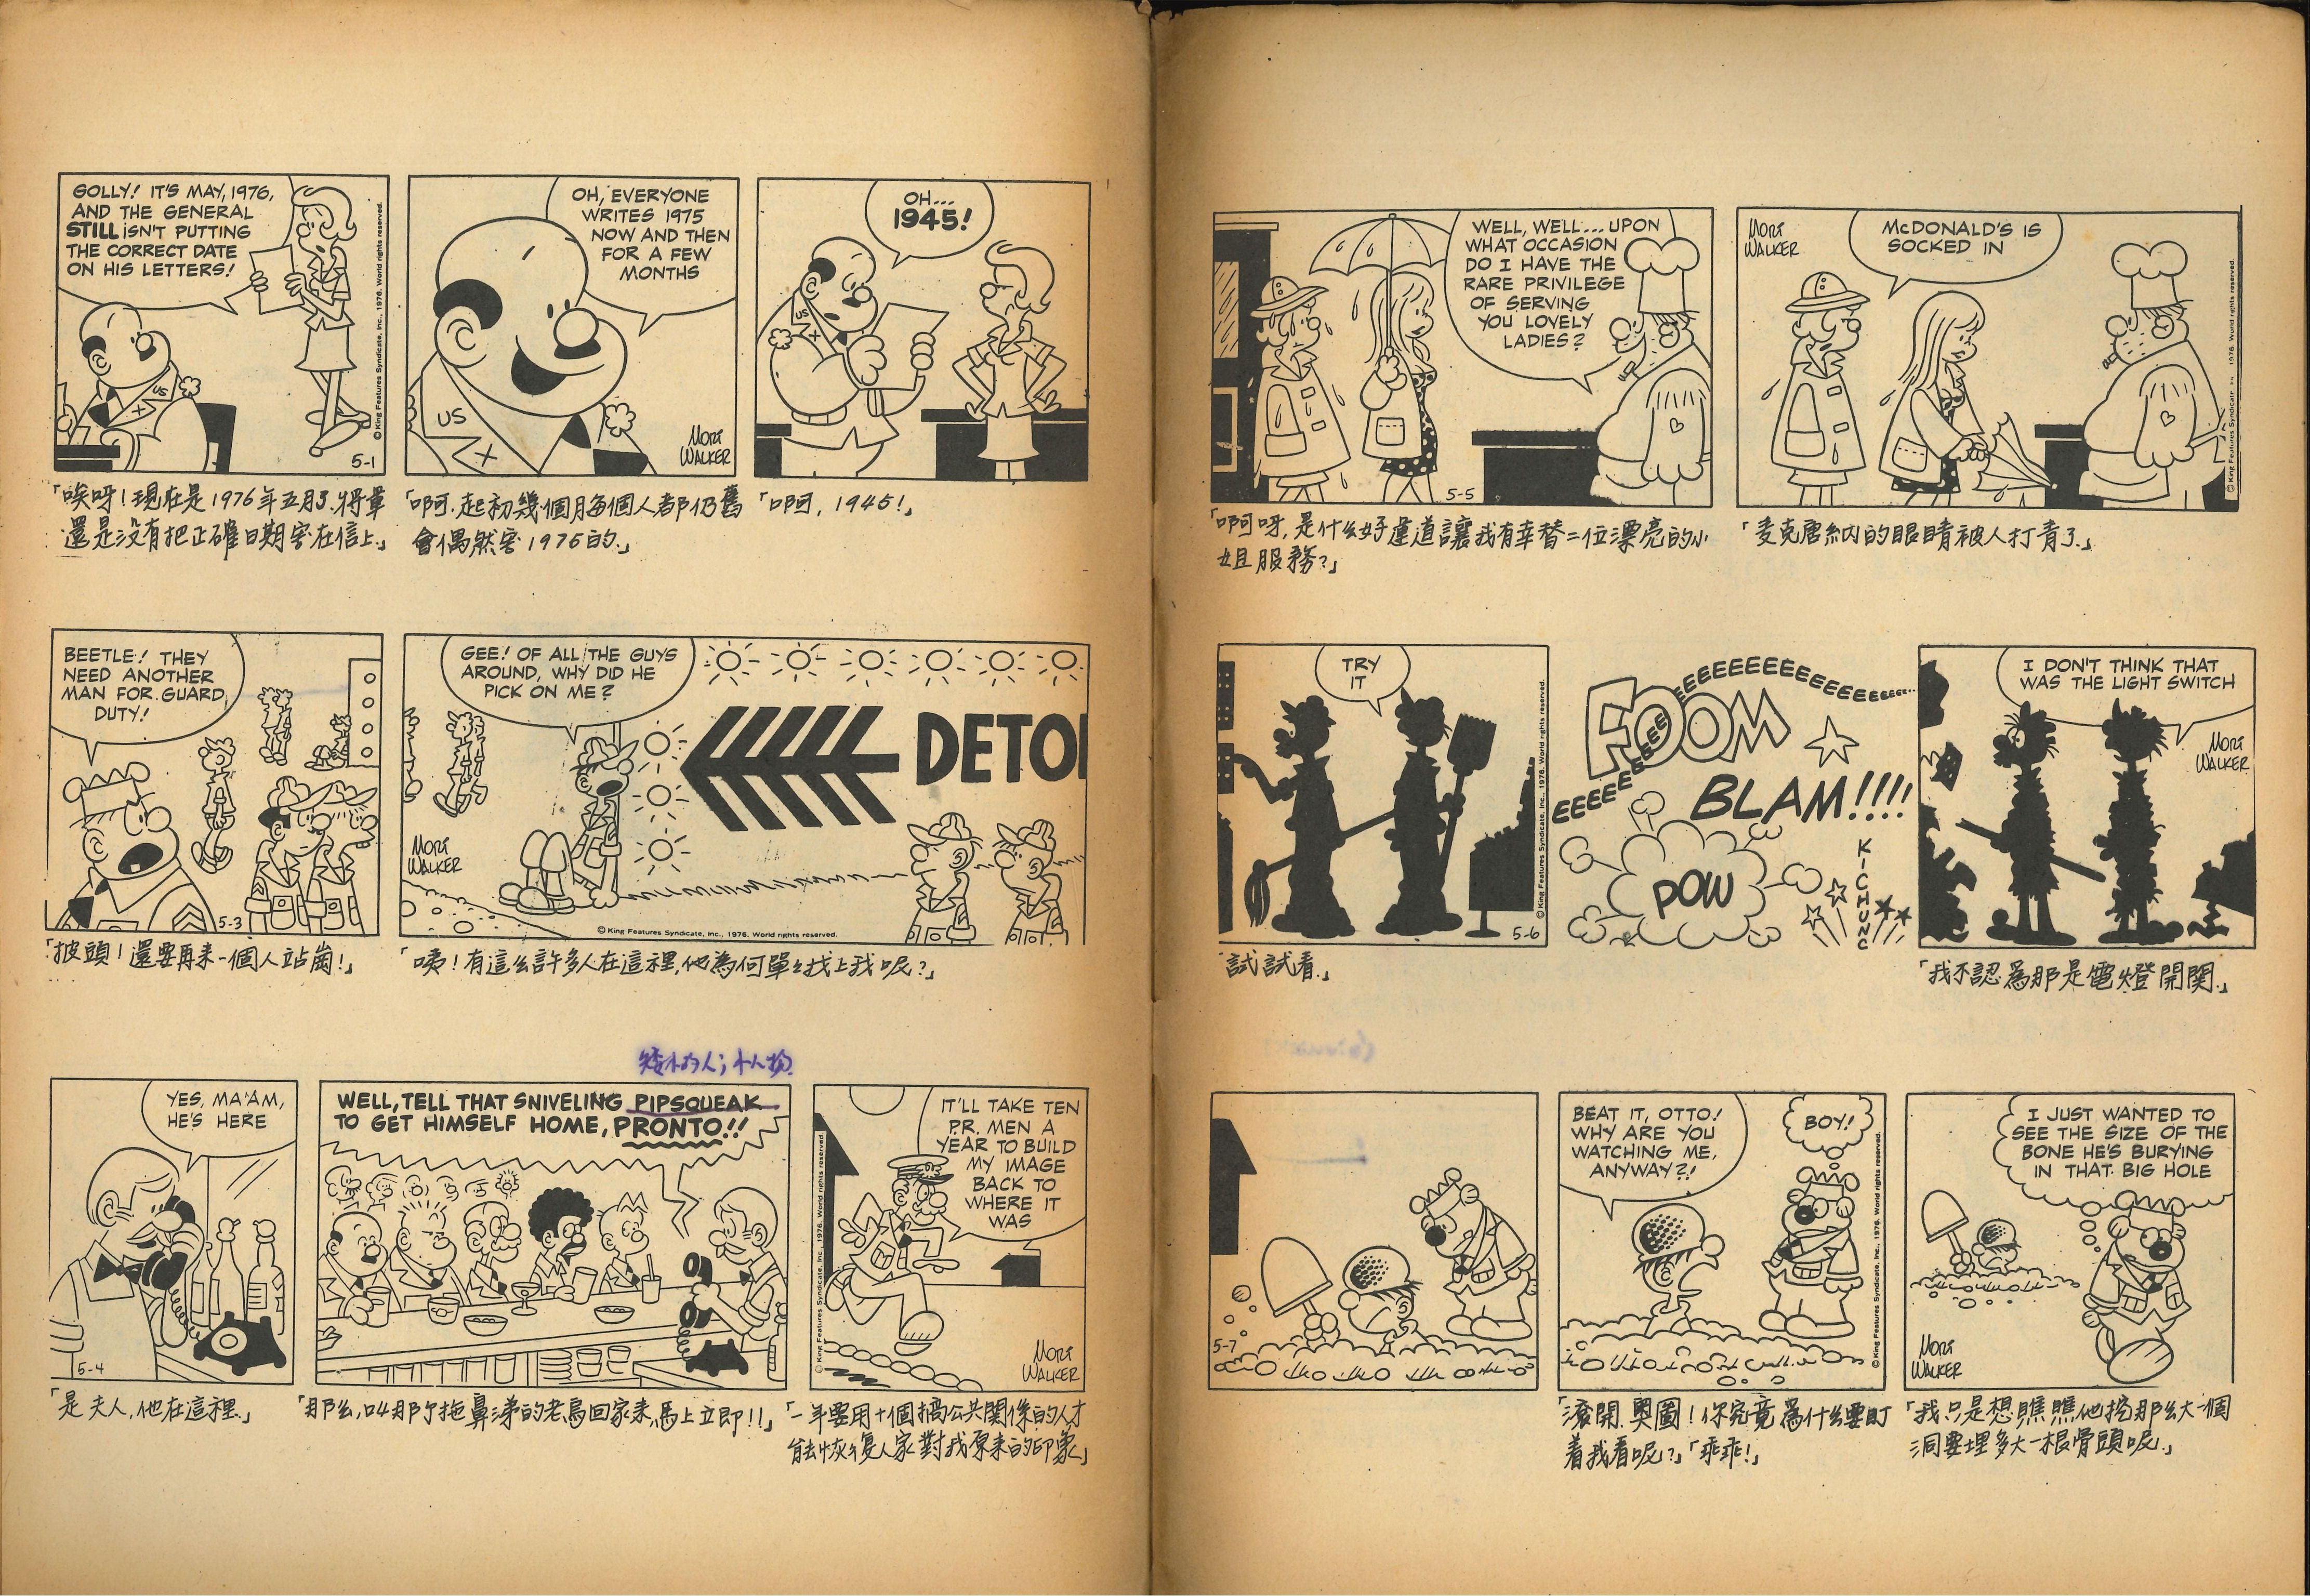 GOLLY! IT'S MAY, 1976,
AND THE GENERAL
STILL ISN'T PUTTING
THE CORRECT DATE
ON HIS LETTERS!
US
© King Features Syndicate, Inc., 1976. World rights reserved.
5-1
OH, EVERYONE
WRITES 1975
NOW AND THEN
FOR A FEW
MONTHS
US
MORT
WALKER
OH...
1945!
US
「唉呀!現在是1976年五月了.將軍
還是没有把正確日期寄在信上.」
「啊.起初幾個月每個人都仍舊
會偶然寄1975的.」
「啊, 1945!」
BEETLE! THEY
NEED ANOTHER
MAN FOR GUARD
DUTY!
5-3
GEE! OF ALL THE GUYS
AROUND, WHY DID HE
PICK ON ME?
DETO
MORT
WALKER
© King Features Syndicate, Inc., 1976. World rights reserved.
「披頭!還要再来一個人站崗!」
「咦!有這么許多人在這裡,他為何單單找上我呢?」
矮小的人;小人物.
YES, MA'AM,
HE'S HERE
5-4
WELL, TELL THAT SNIVELING PIPSQUEAK
TO GET HIMSELF HOME, PRONTO!!
IT'LL TAKE TEN
P.R. MEN A
YEAR TO BUILD
MY IMAGE
BACK TO
WHERE IT
WAS
© King Features Syndicate, Inc., 1976. World rights reserved.
MORT
WALKER
「是夫人,他在這裡.」
「那么,叫那个拖鼻涕的老烏回家来,馬上立即!!」
「一年要用十個搞公共關係的人才
能恢復人家對我原来的印象」
WELL, WELL... UPON
WHAT OCCASION
DO I HAVE THE
RARE PRIVILEGE
OF SERVING
YOU LOVELY
LADIES?
5-5
MORT
WALKER
McDONALD'S IS
SOCKED IN
© King Features Syndicate, Inc., 1976. World rights reserved.
「啊呀,是什么好運道讓我有幸替二位漂亮的小
姐服務?」
「麦克唐納的眼睛被人打青了.」
TRY
IT
© King Features Syndicate, Inc., 1976. World rights reserved.
5-6
EEEEEEEEEEEEEEEEEEEEEEEEEE...
FOOM
BLAM!!!!
POW
KICHUNG
I DON'T THINK THAT
WAS THE LIGHT SWITCH
MORT
WALKER
「試試看.」
「我不認為那是電燈開関.」
5-7
BEAT IT, OTTO!
WHY ARE YOU
WATCHING ME,
ANYWAY?!
BOY!
© King Features Syndicate, Inc., 1976. World rights reserved.
I JUST WANTED TO
SEE THE SIZE OF THE
BONE HE'S BURYING
IN THAT BIG HOLE
MORT
WALKER
「滾開.奧圖!你究竟為什么要盯
着我看呢?」「乖乖!」
「我只是想瞧瞧他挖那么大一個
洞要埋多大一根骨頭呢.」